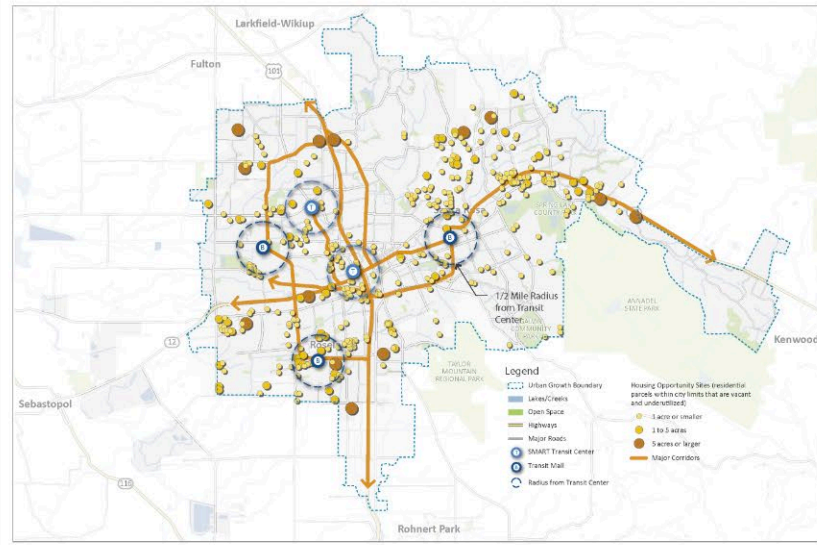 Larkfield-Wikiup
101
Fulton
COUNTY PARK
1/2 Mile Radius
from Transit
Center
COMMUNITY
ANNADEL
STATE PARK
Kenwood
12
TAYLOR
MOUNTAIN
REGIONAL PARK
Sebastopol
116
Rohnert Park
Legend
Urban Growth Boundary
Lakes/Creeks
Open Space
Highways
Major Roads
SMART Transit Center
Transit Mall
Radius from Transit Center
Housing Opportunity Sites (residential
parcels within city limits that are vacant
and underutilized)
1 acre or smaller
1 to 5 acres
5 acres or larger
Major Corridors